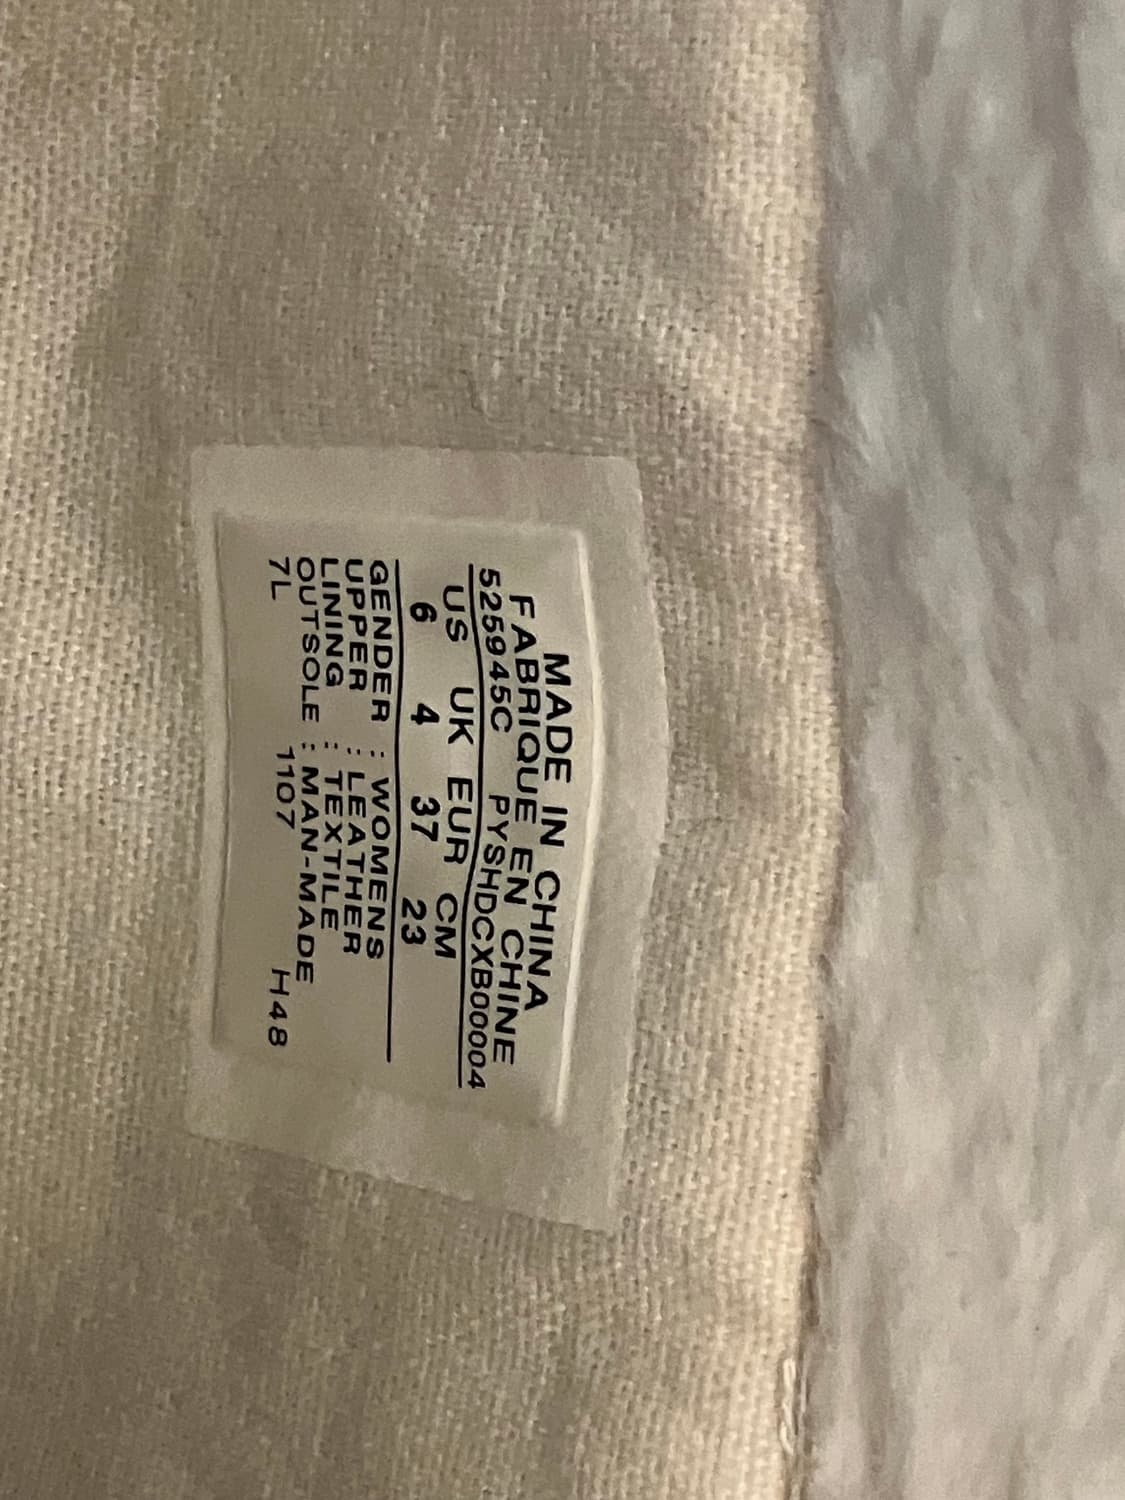 MADE IN CHINA
FABRIQUE EN CHINE
525945C PYSHDCXB00004
US UK EUR CM
6 4 37 23
GENDER : WOMENS
UPPER : LEATHER
LINING : TEXTILE
OUTSOLE : MAN-MADE
7L 1107 H48